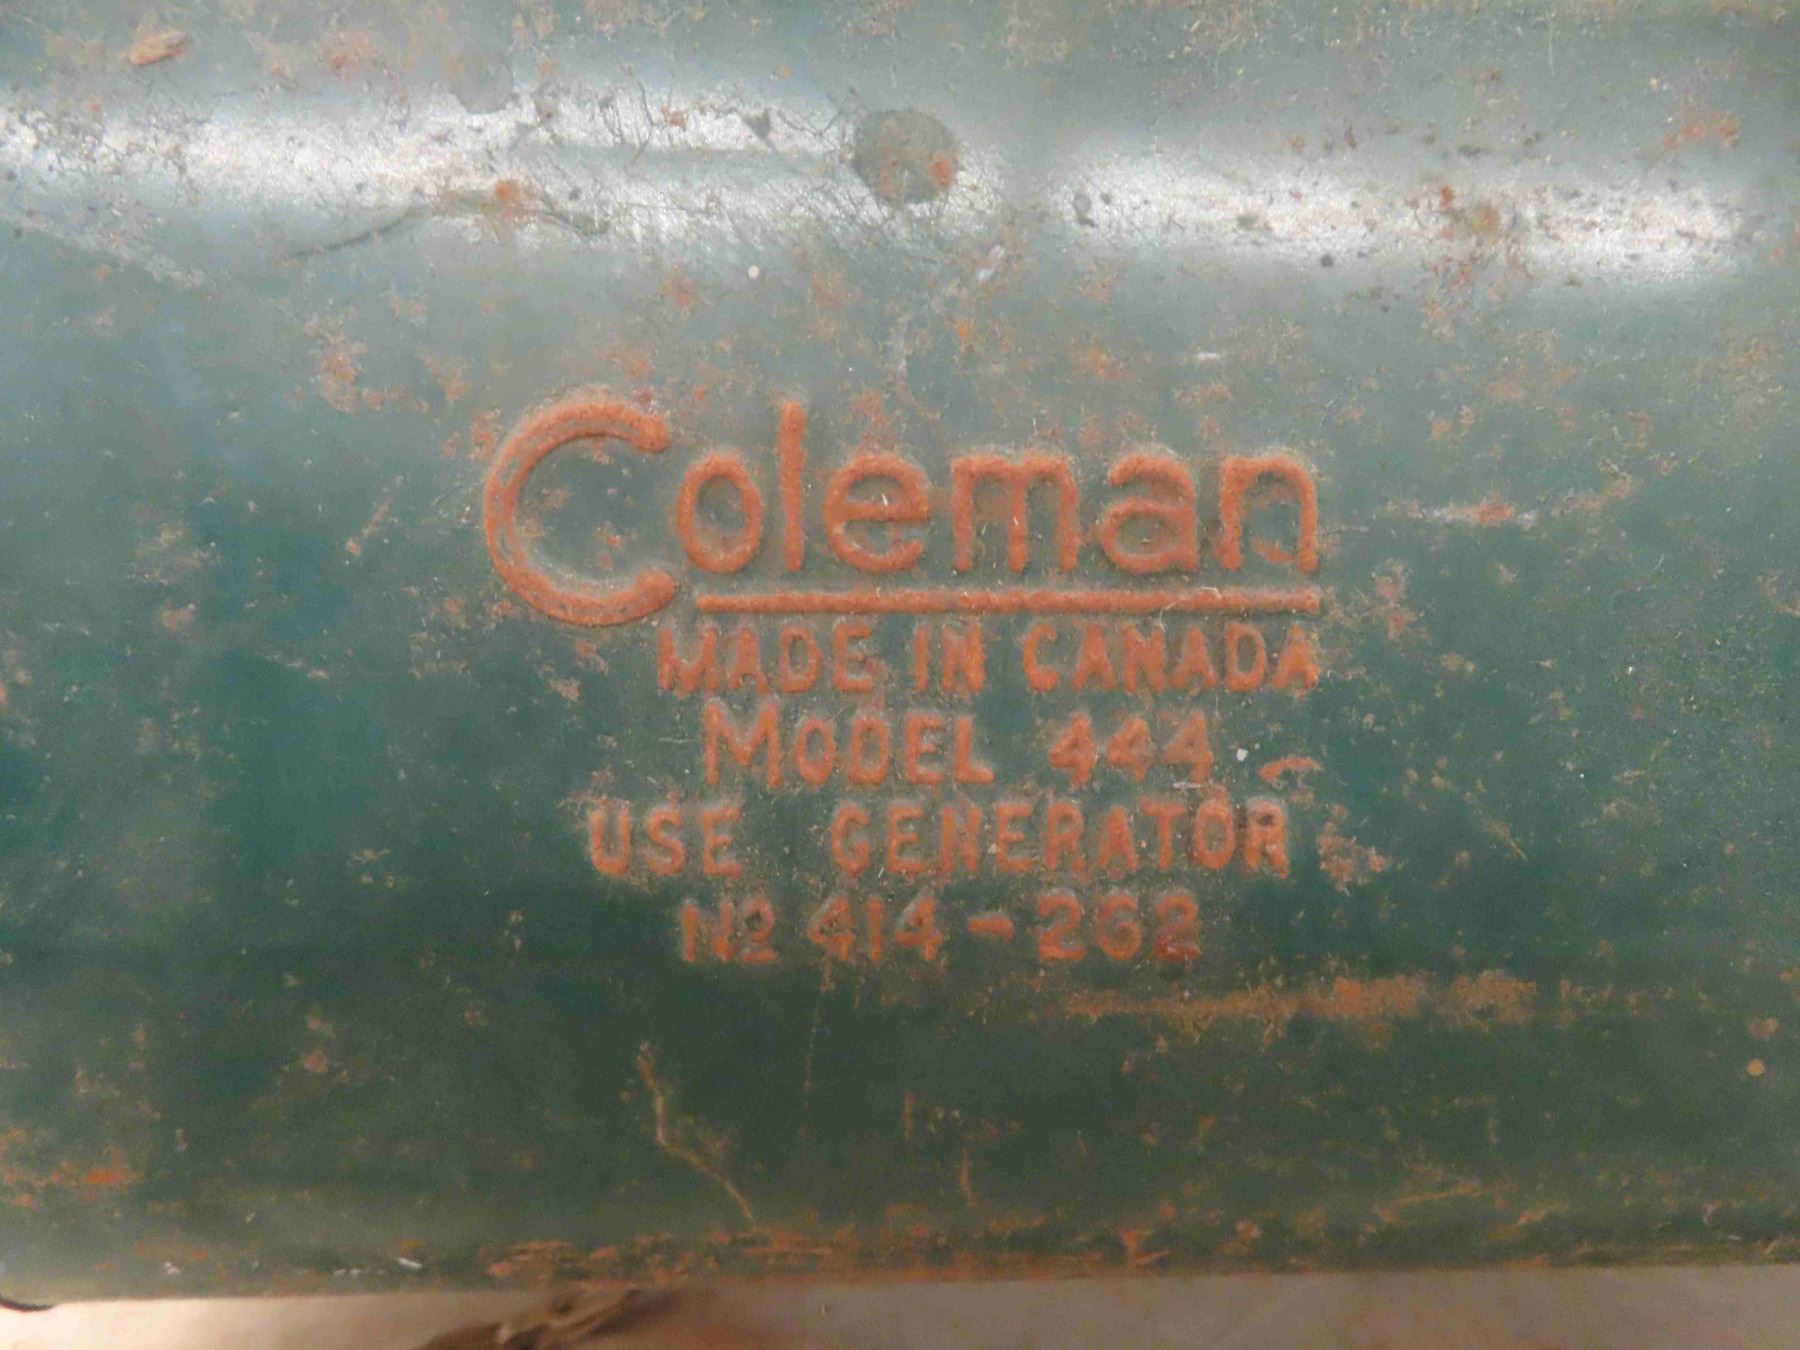 Coleman
MADE IN CANADA
MODEL 444
USE GENERATOR
Nº 414-262